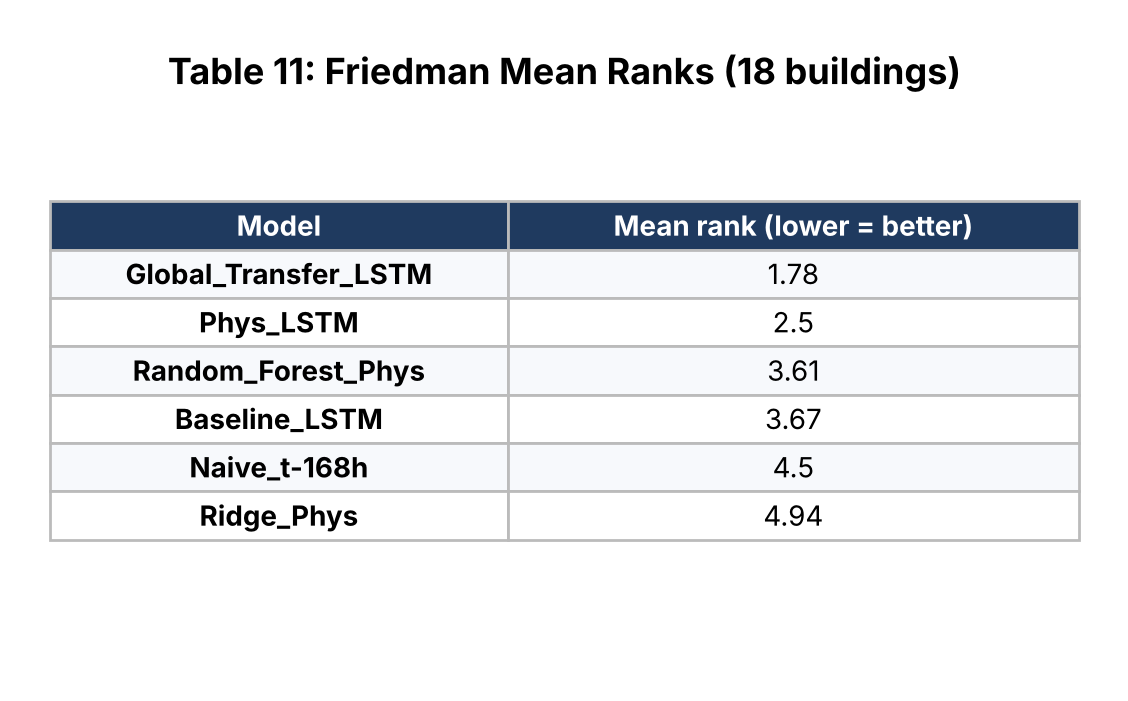 Table 11: Friedman Mean Ranks (18 buildings)
Model Mean rank (lower = better)
Global_Transfer_LSTM 1.78
Phys_LSTM 2.5
Random_Forest_Phys 3.61
Baseline_LSTM 3.67
Naive_t-168h 4.5
Ridge_Phys 4.94